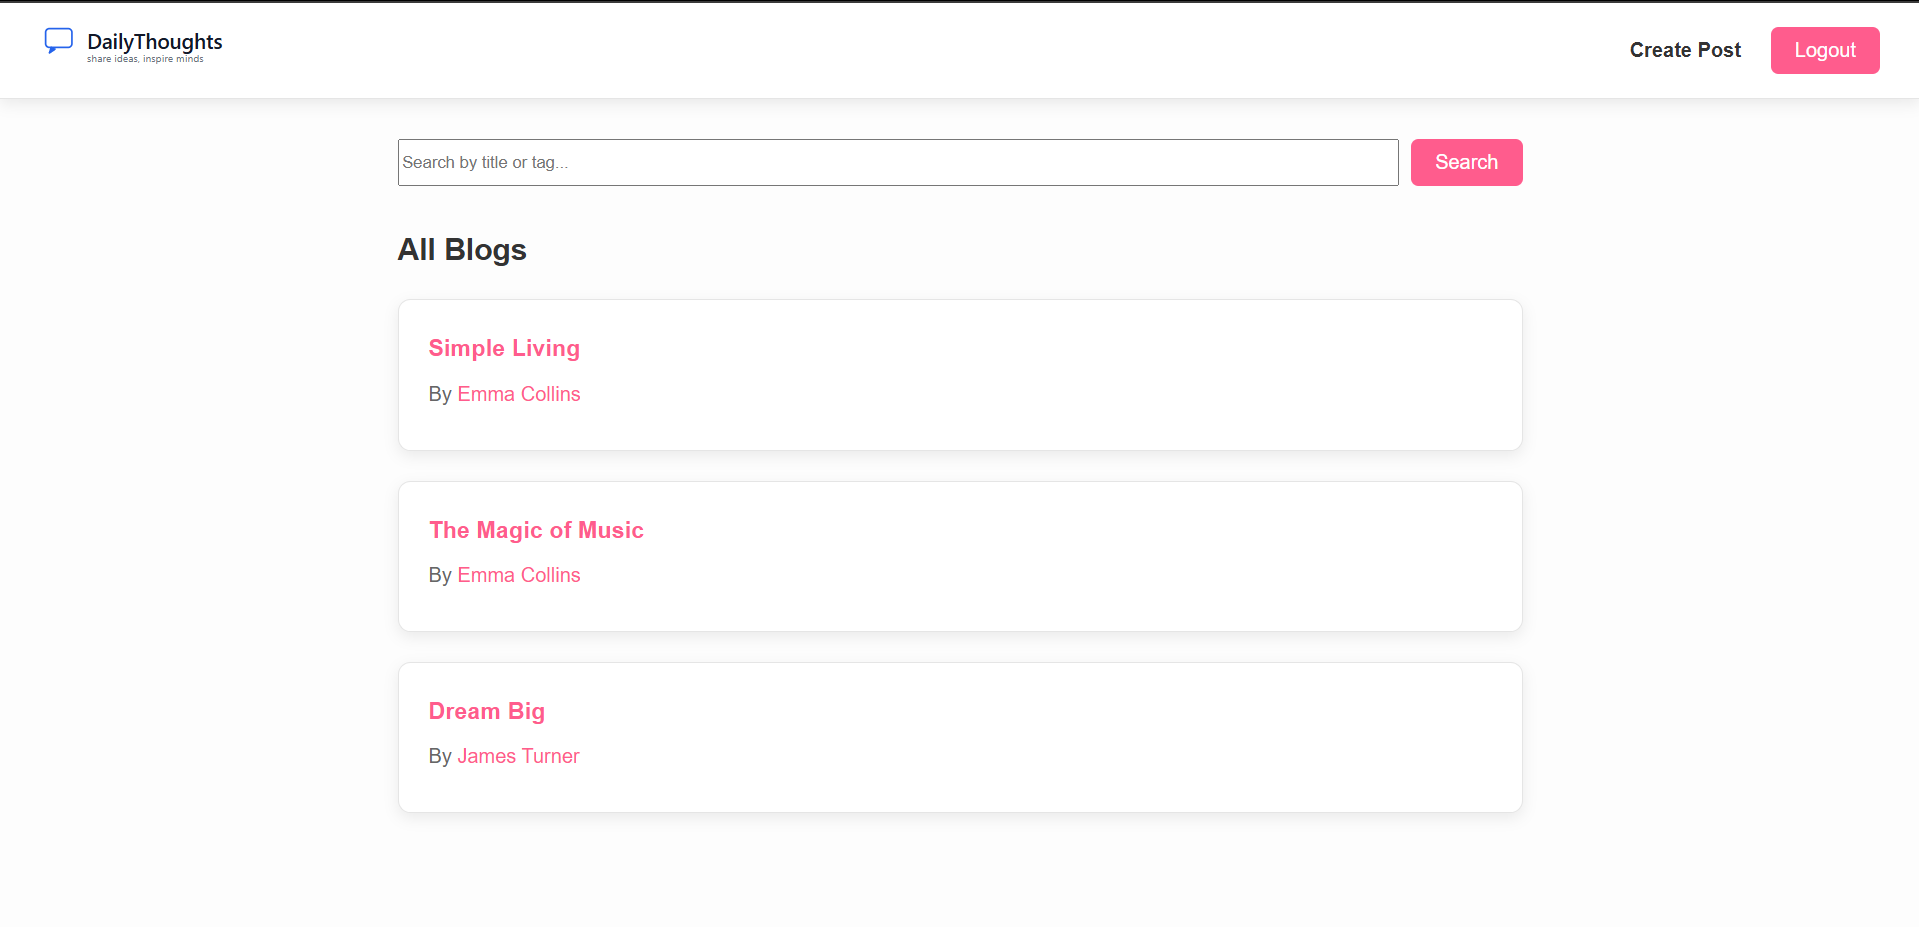 DailyThoughts
share ideas, inspire minds
Create Post
Logout
Search by title or tag...
Search
All Blogs
Simple Living
By Emma Collins
The Magic of Music
By Emma Collins
Dream Big
By James Turner